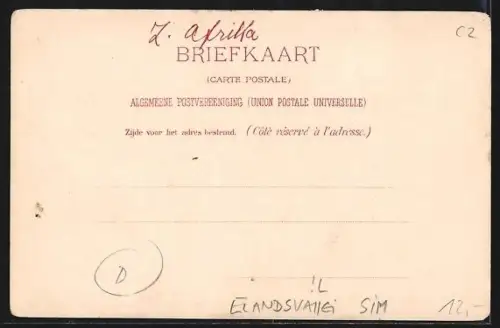 Z. Afrika
C2
BRIEFKAART
(CARTE POSTALE)
ALGEMEENE POSTVEREENIGING (UNION POSTALE UNIVERSELLE)
Zijde voor het adres bestemd. (Côté réservé à l'adresse.)
D
!L
ELANDSVAllEi SIM 12,-